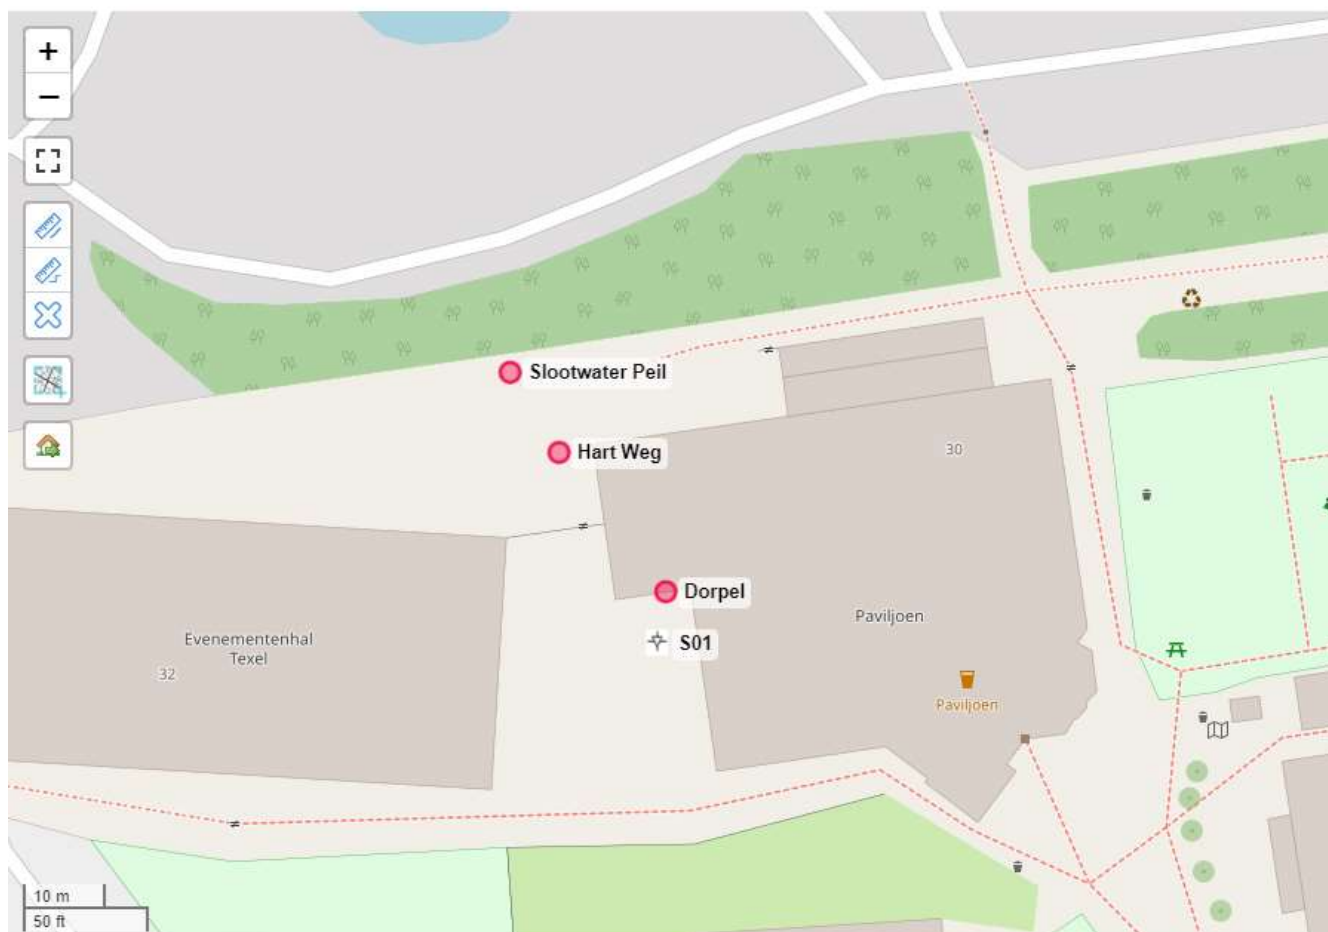 +
−
Slootwater Peil
Hart Weg
30
Dorpel
Paviljoen
Evenementenhal
Texel
S01
32
Paviljoen
10 m
50 ft